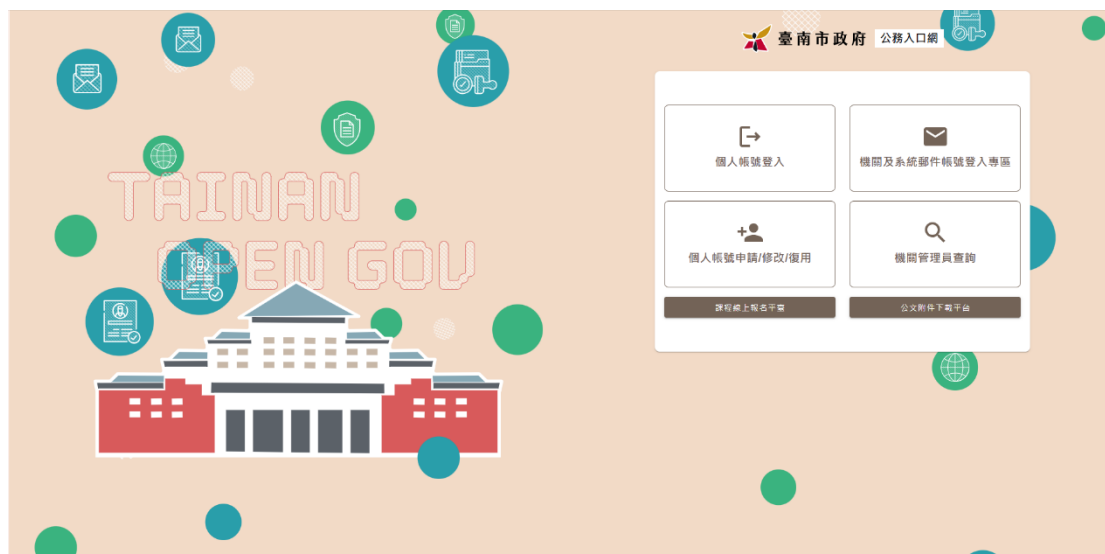 臺南市政府 公務入口網
TAINAN
OPEN GOV
個人帳號登入
機關及系統郵件帳號登入專區
個人帳號申請/修改/復用
機關管理員查詢
課程線上報名平臺
公文附件下載平台